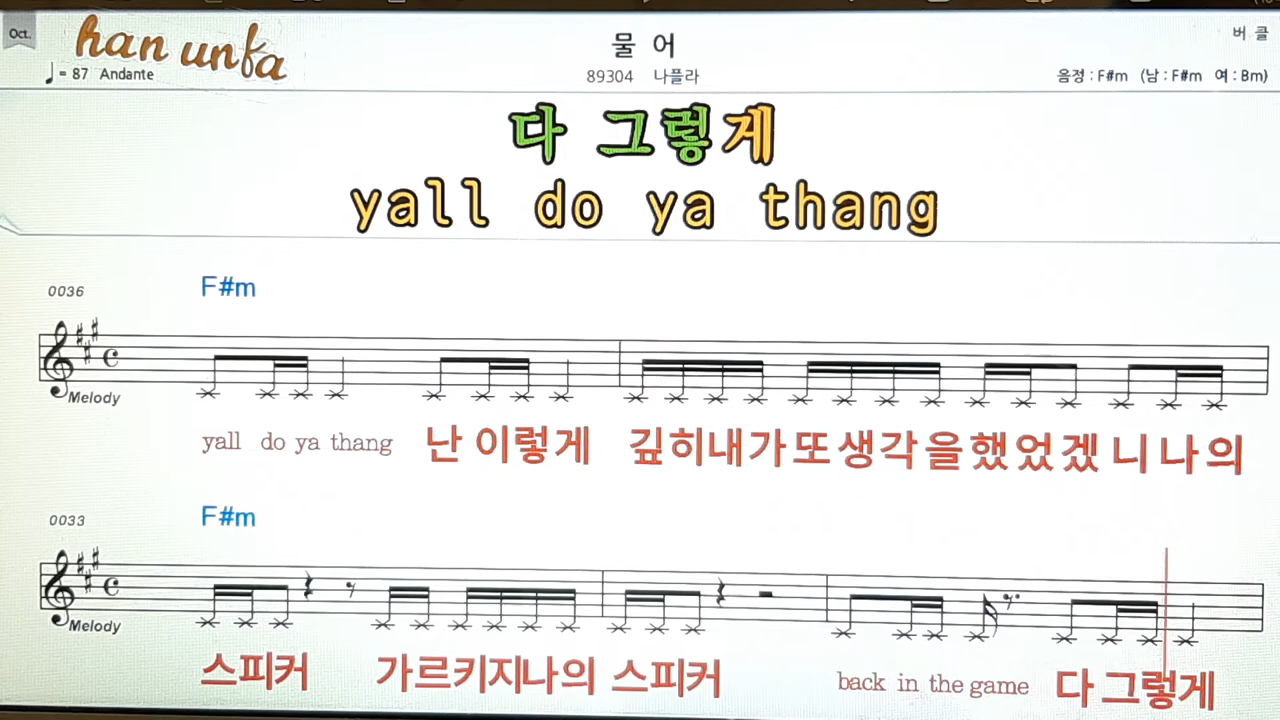 Oct.
han unfa
버 클
♩ = 87 Andante
물 어
89304 나플라
음정 : F#m (남 : F#m 여 : Bm)
다 그렇게
yall do ya thang
0036
F#m
Melody
yall do ya thang 난 이렇게 깊히내가또생각을했었겠니나의
0033
F#m
Melody
스피커 가르키지나의 스피커 back in the game 다그렇게